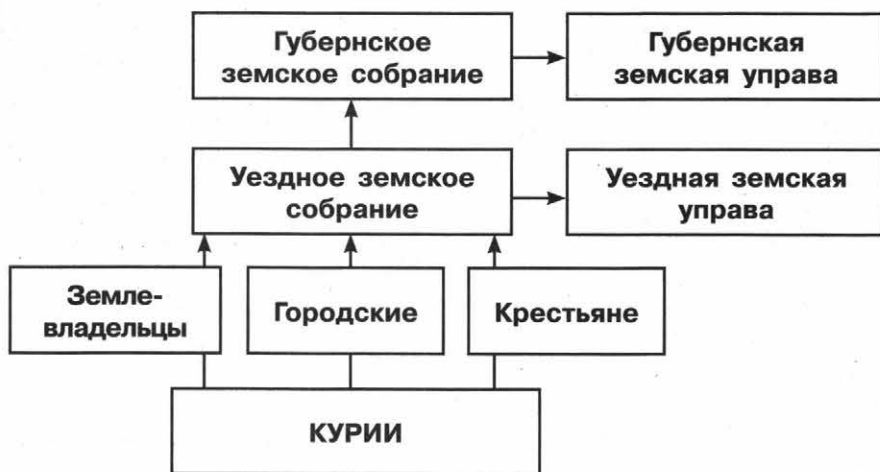 Губернское
земское собрание
Губернская
земская управа
Уездное земское
собрание
Уездная земская
управа
Земле-
владельцы
Городские
Крестьяне
КУРИИ